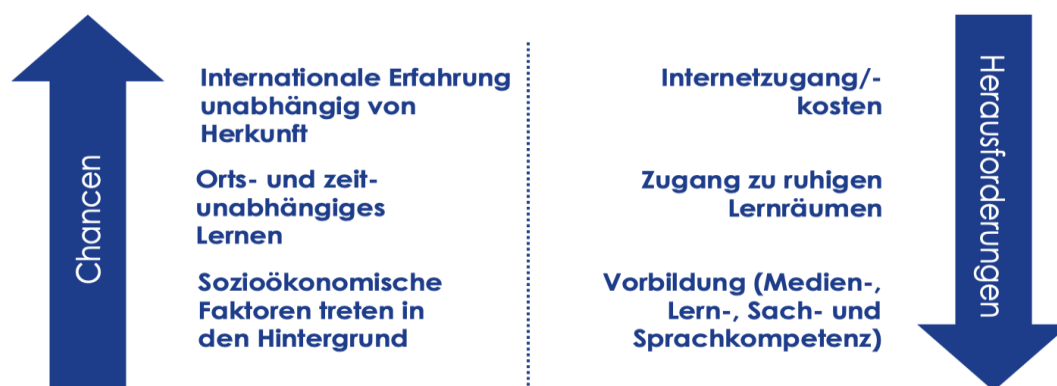 Chancen
Internationale Erfahrung
unabhängig von
Herkunft
Orts- und zeit-
unabhängiges
Lernen
Sozioökonomische
Faktoren treten in
den Hintergrund
Internetzugang/-
kosten
Zugang zu ruhigen
Lernräumen
Vorbildung (Medien-,
Lern-, Sach- und
Sprachkompetenz)
Herausforderungen